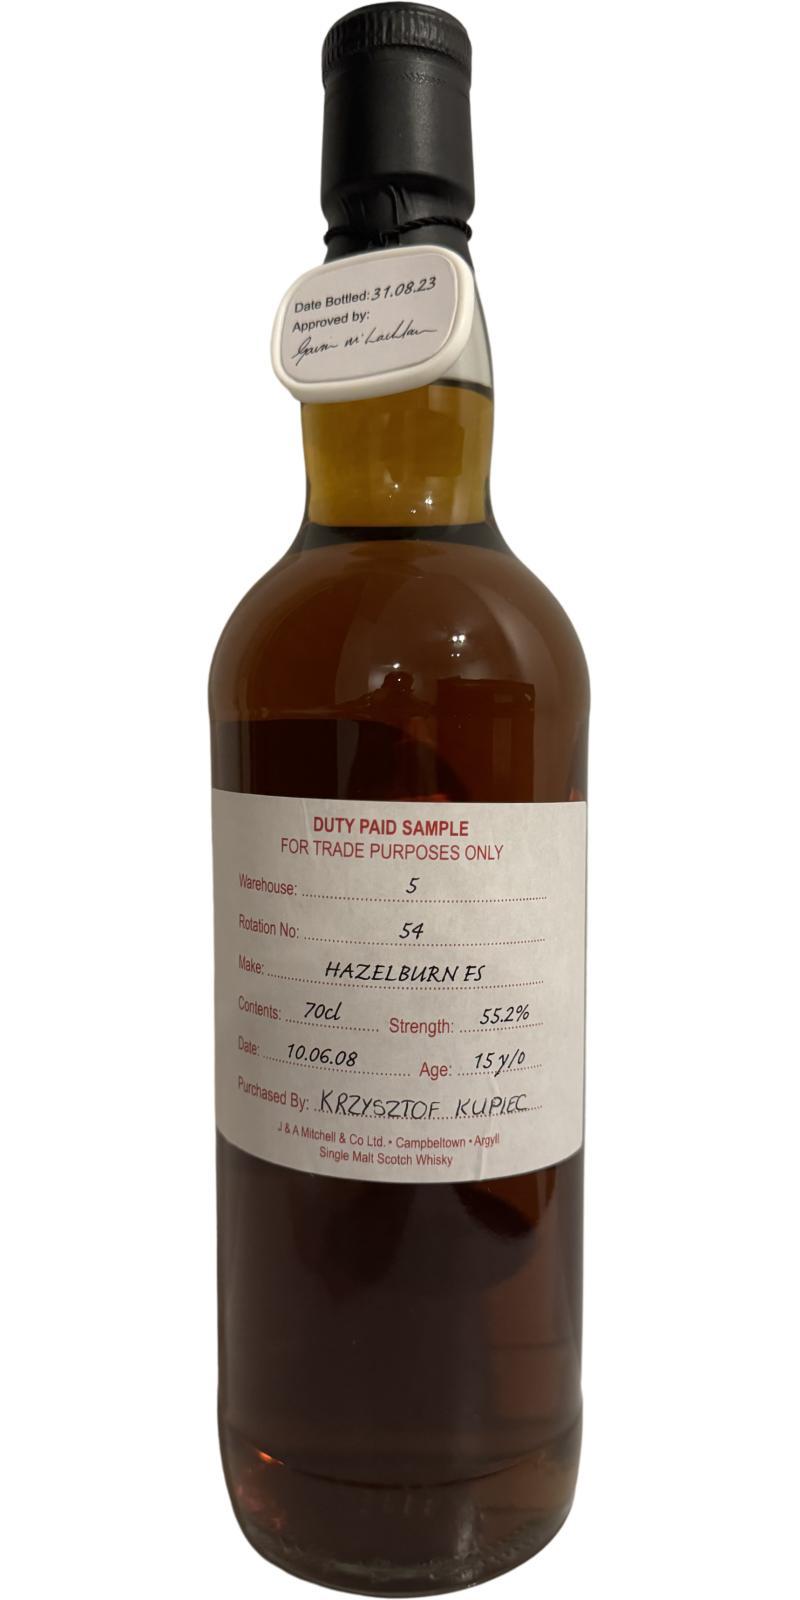 Date Bottled: 31.08.23
Approved by:
Gavin McLachlan
DUTY PAID SAMPLE
FOR TRADE PURPOSES ONLY
Warehouse: 5
Rotation No: 54
Make: HAZELBURN FS
Contents: 70cl Strength: 55.2%
Date: 10.06.08 Age: 15 y/o
Purchased By: KRZYSZTOF KUPIEC
J & A Mitchell & Co Ltd. • Campbeltown • Argyll
Single Malt Scotch Whisky